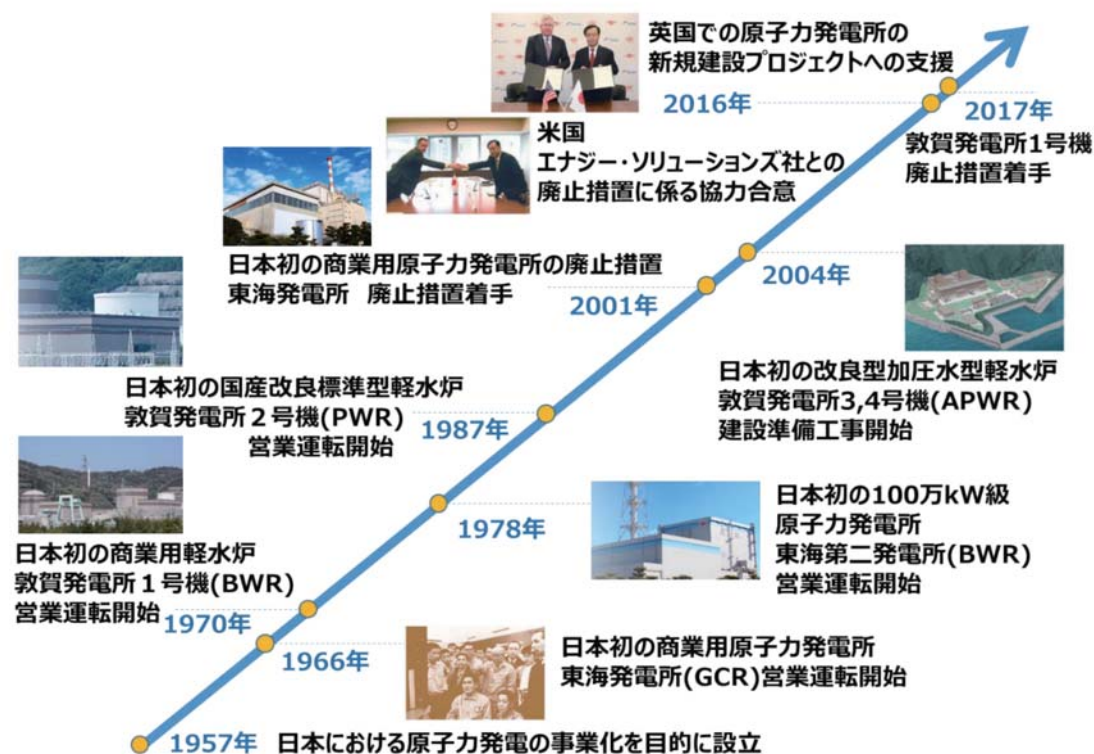 英国での原子力発電所の
新規建設プロジェクトへの支援
2016年
2017年
敦賀発電所1号機
廃止措置着手
米国
エナジー・ソリューションズ社との
廃止措置に係る協力合意
日本初の商業用原子力発電所の廃止措置
東海発電所 廃止措置着手
2001年
2004年
日本初の改良型加圧水型軽水炉
敦賀発電所3,4号機(APWR)
建設準備工事開始
日本初の国産改良標準型軽水炉
敦賀発電所２号機(PWR)
営業運転開始
1987年
1978年
日本初の100万kW級
原子力発電所
東海第二発電所(BWR)
営業運転開始
日本初の商業用軽水炉
敦賀発電所１号機(BWR)
営業運転開始
1970年
1966年
日本初の商業用原子力発電所
東海発電所(GCR)営業運転開始
1957年 日本における原子力発電の事業化を目的に設立